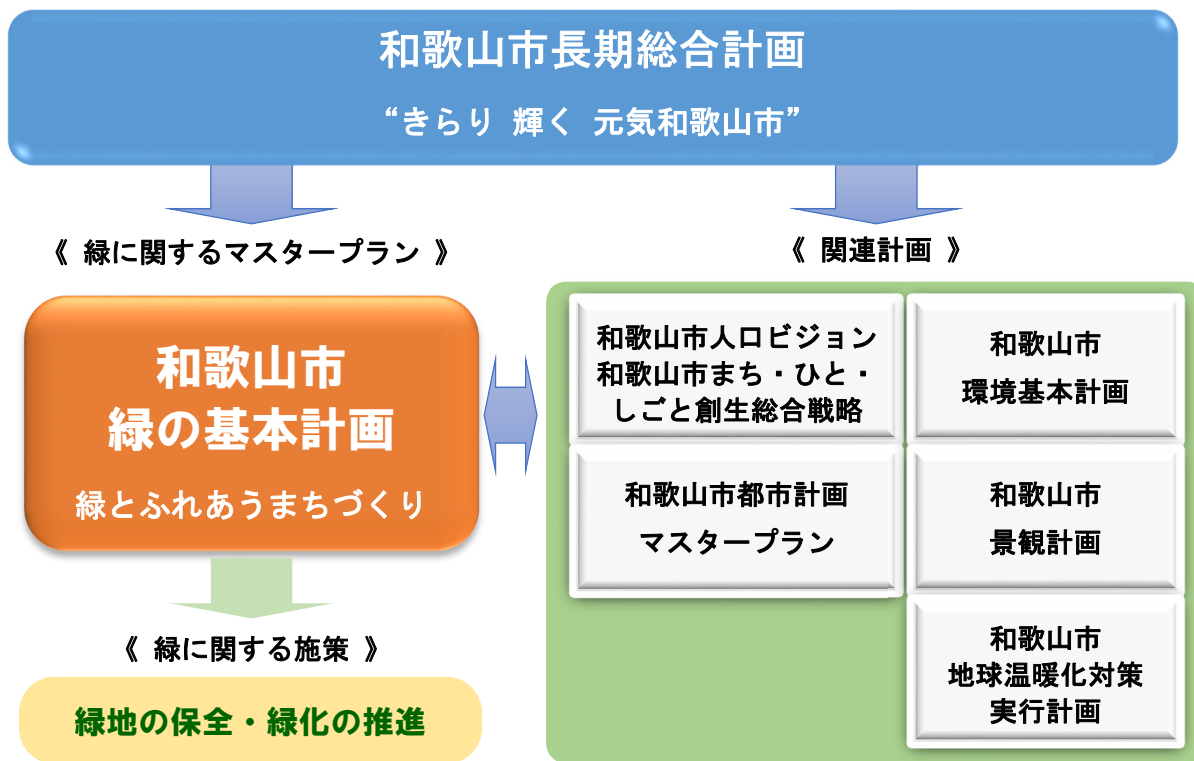 和歌山市長期総合計画
“きらり 輝く 元気和歌山市”
《 緑に関するマスタープラン 》
和歌山市
緑の基本計画
緑とふれあうまちづくり
《 緑に関する施策 》
緑地の保全・緑化の推進
《 関連計画 》
和歌山市人口ビジョン
和歌山市まち・ひと・
しごと創生総合戦略
和歌山市
環境基本計画
和歌山市都市計画
マスタープラン
和歌山市
景観計画
和歌山市
地球温暖化対策
実行計画